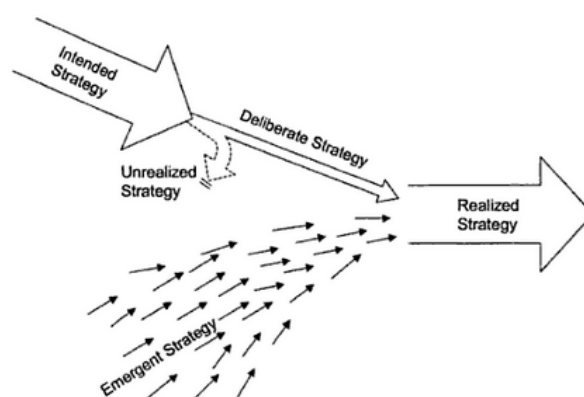 Intended
Strategy
Deliberate Strategy
Unrealized
Strategy
Realized
Strategy
Emergent Strategy